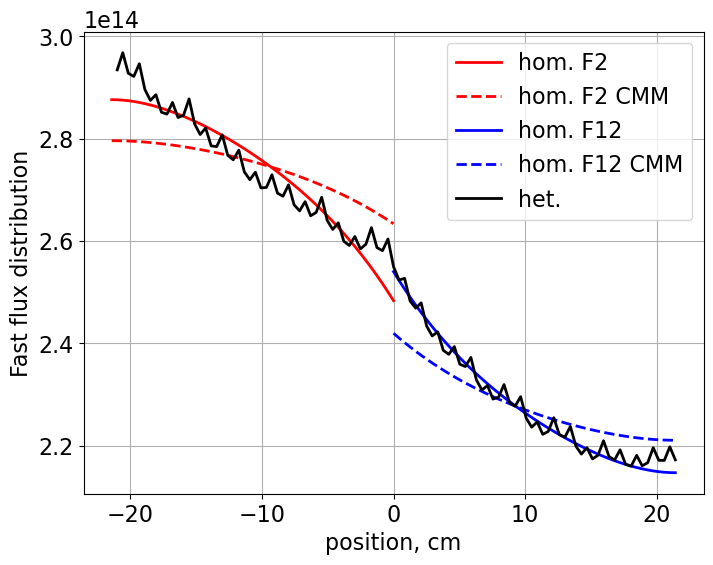 1e14
3.0
2.8
2.6
2.4
2.2
Fast flux distribution
−20
−10
0
10
20
position, cm
hom. F2
hom. F2 CMM
hom. F12
hom. F12 CMM
het.